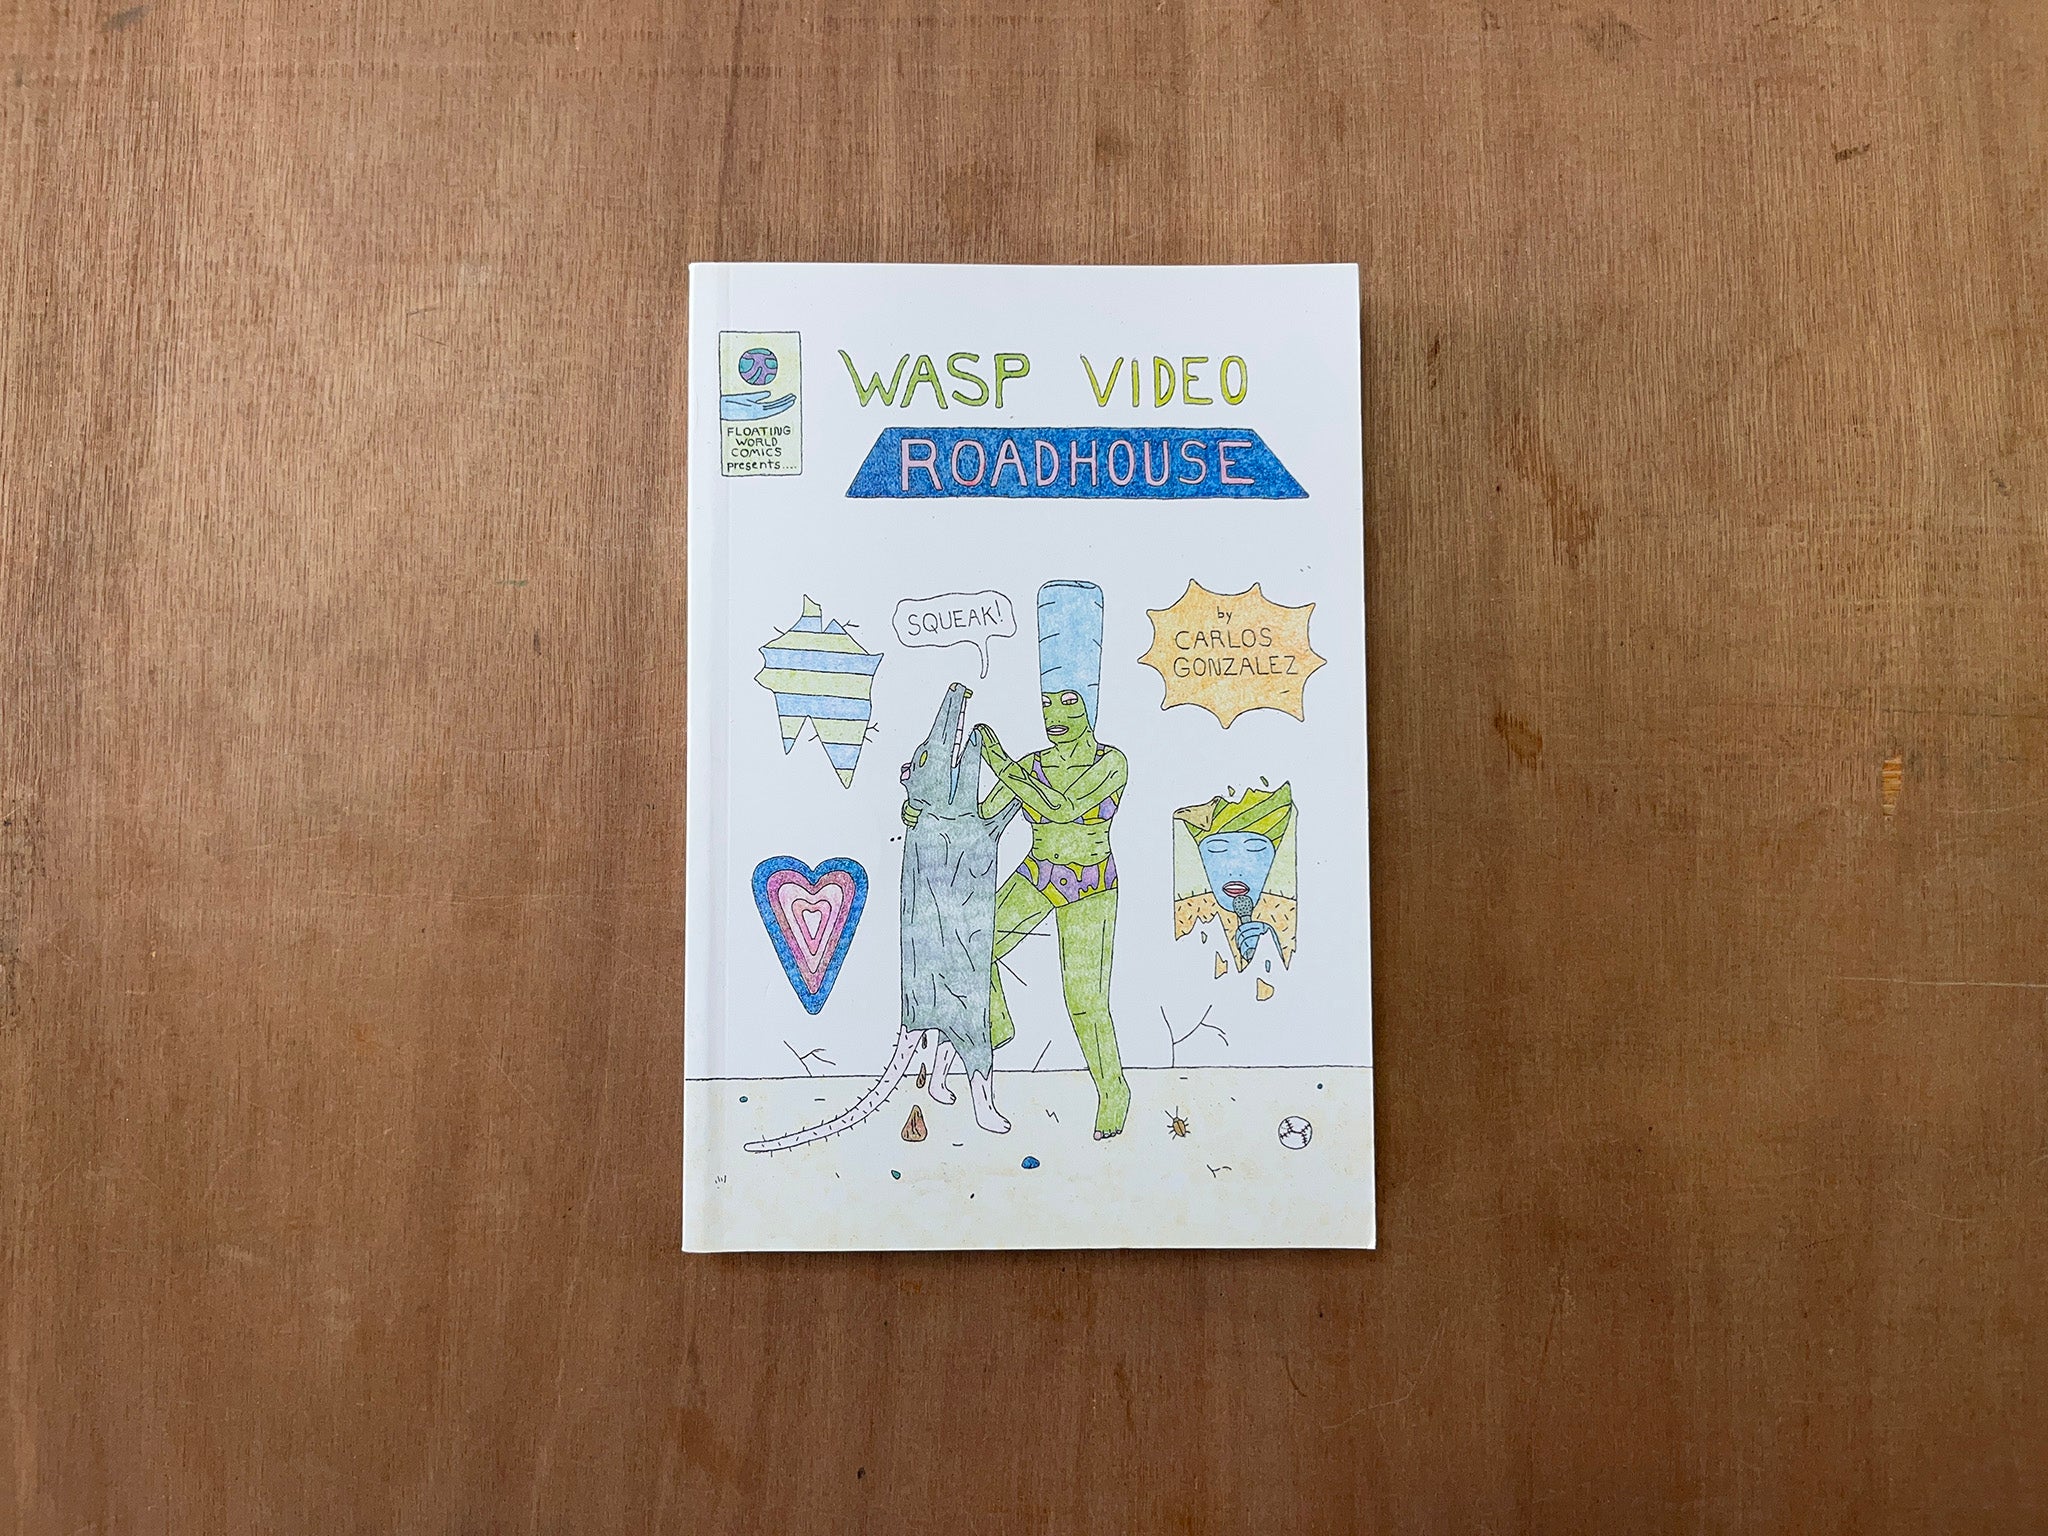 WASP VIDEO
ROADHOUSE
FLOATING
WORLD
COMICS
presents....
SQUEAK!
by
CARLOS
GONZALEZ